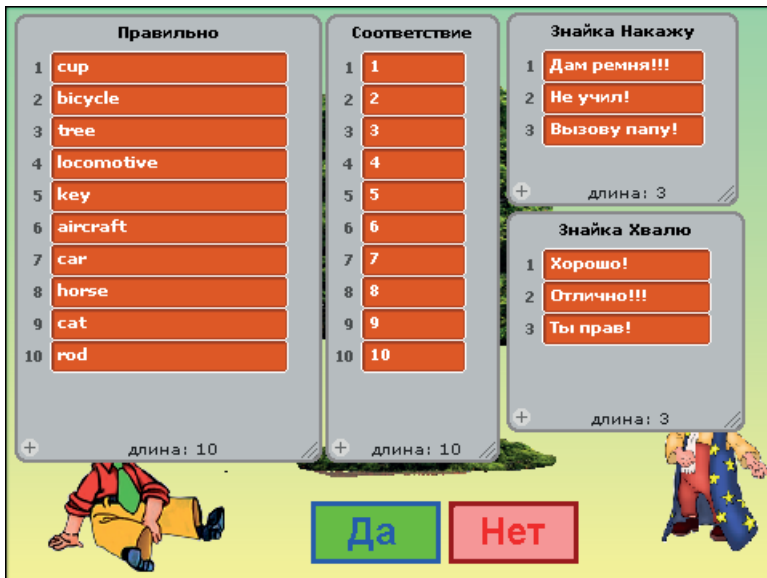 Правильно
1 cup
2 bicycle
3 tree
4 locomotive
5 key
6 aircraft
7 car
8 horse
9 cat
10 rod
+ длина: 10
Соответствие
1 1
2 2
3 3
4 4
5 5
6 6
7 7
8 8
9 9
10 10
+ длина: 10
Знайка Накажу
1 Дам ремня!!!
2 Не учил!
3 Вызову папу!
+ длина: 3
Знайка Хвалю
1 Хорошо!
2 Отлично!!!
3 Ты прав!
+ длина: 3
Да
Нет